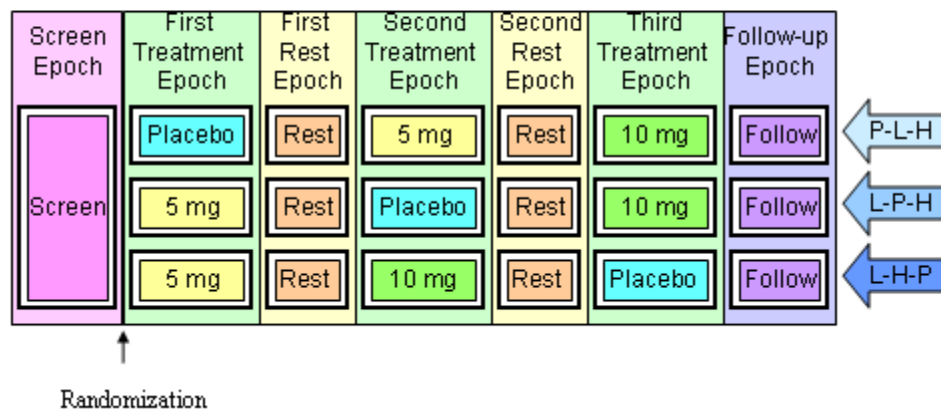 Screen
Epoch
First
Treatment
Epoch
First
Rest
Epoch
Second
Treatment
Epoch
Second
Rest
Epoch
Third
Treatment
Epoch
Follow-up
Epoch
Screen
Placebo
Rest
5 mg
Rest
10 mg
Follow
P-L-H
5 mg
Rest
Placebo
Rest
10 mg
Follow
L-P-H
5 mg
Rest
10 mg
Rest
Placebo
Follow
L-H-P
Randomization